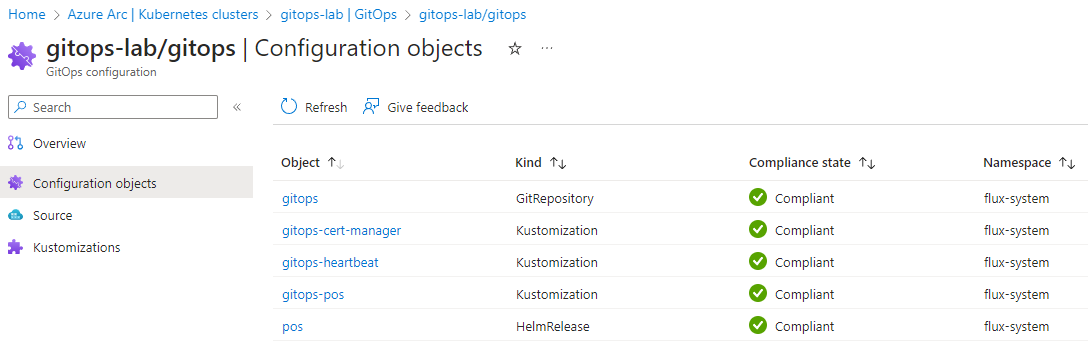 Home > Azure Arc | Kubernetes clusters > gitops-lab | GitOps > gitops-lab/gitops
gitops-lab/gitops | Configuration objects
GitOps configuration
Search
Overview
Configuration objects
Source
Kustomizations
Refresh Give feedback
Object Kind Compliance state Namespace
gitops GitRepository Compliant flux-system
gitops-cert-manager Kustomization Compliant flux-system
gitops-heartbeat Kustomization Compliant flux-system
gitops-pos Kustomization Compliant flux-system
pos HelmRelease Compliant flux-system